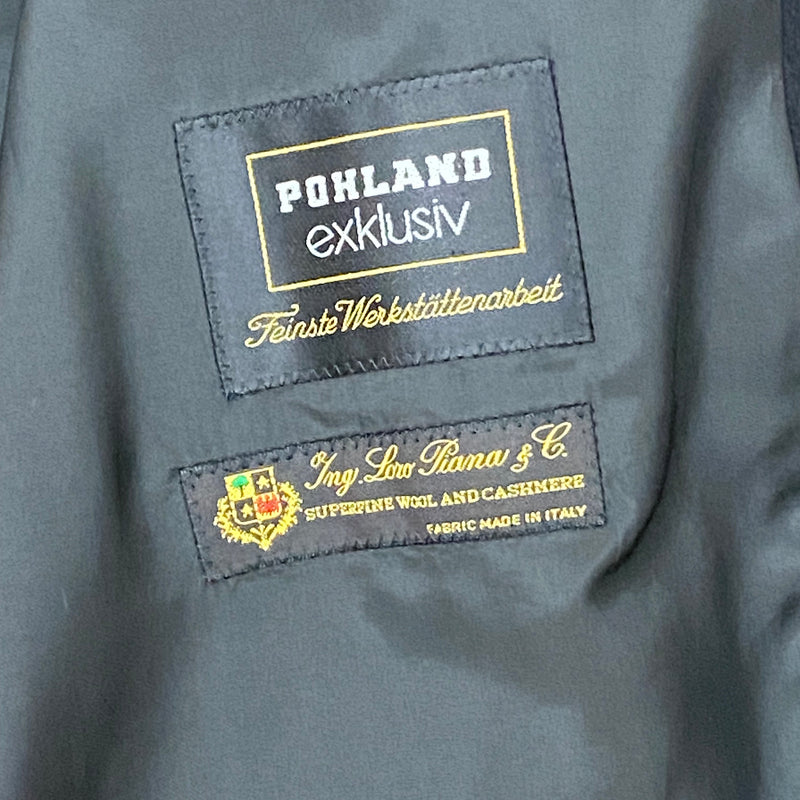 POHLAND
exklusiv
Feinste Werkstättenarbeit
Ing. Loro Piana & C.
SUPERFINE WOOL AND CASHMERE
FABRIC MADE IN ITALY